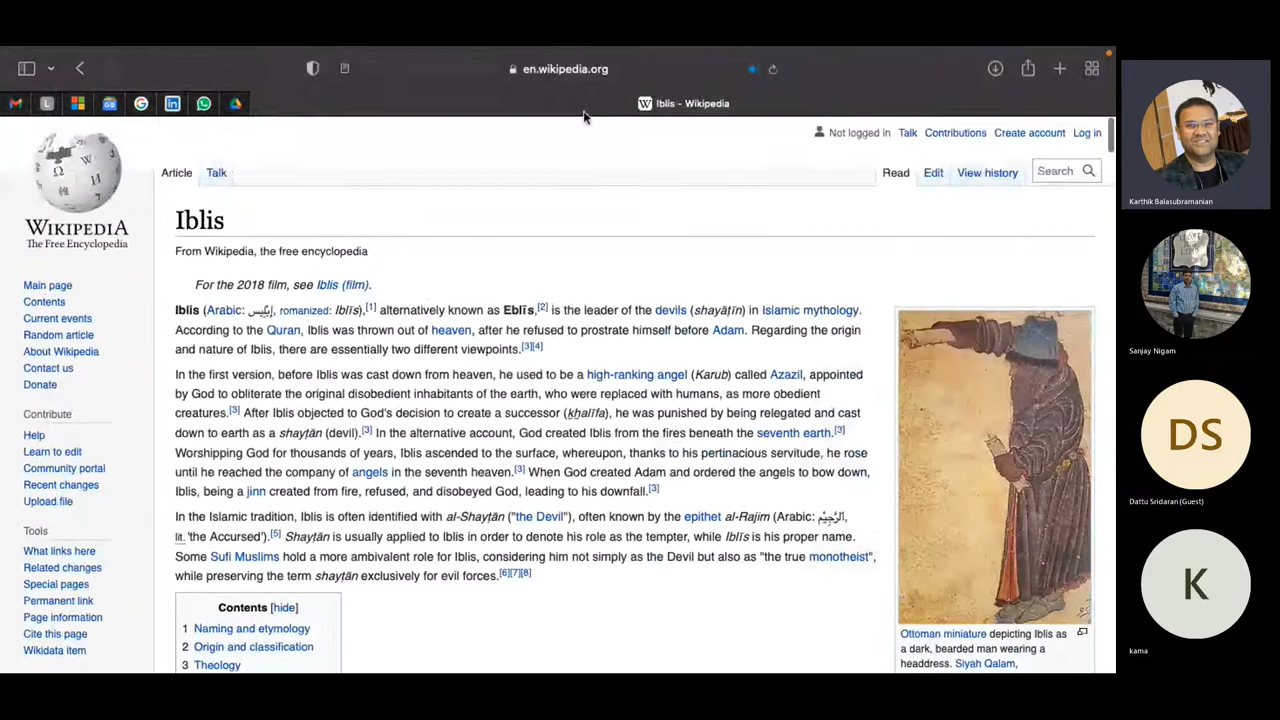 en.wikipedia.org
Iblis – Wikipedia
Not logged in Talk Contributions Create account Log in
Article Talk
Read Edit View history Search
WIKIPEDIA
The Free Encyclopedia
Main page
Contents
Current events
Random article
About Wikipedia
Contact us
Donate
Contribute
Help
Learn to edit
Community portal
Recent changes
Upload file
Tools
What links here
Related changes
Special pages
Permanent link
Page information
Cite this page
Wikidata item
Iblis
From Wikipedia, the free encyclopedia
For the 2018 film, see Iblis (film).
Iblis (Arabic: إبليس, romanized: Iblīs),[1] alternatively known as Eblīs,[2] is the leader of the devils (shayāṭīn) in Islamic mythology.
According to the Quran, Iblis was thrown out of heaven, after he refused to prostrate himself before Adam. Regarding the origin
and nature of Iblis, there are essentially two different viewpoints.[3][4]
In the first version, before Iblis was cast down from heaven, he used to be a high-ranking angel (Karub) called Azazil, appointed
by God to obliterate the original disobedient inhabitants of the earth, who were replaced with humans, as more obedient
creatures.[3] After Iblis objected to God's decision to create a successor (khalīfa), he was punished by being relegated and cast
down to earth as a shayṭān (devil).[3] In the alternative account, God created Iblis from the fires beneath the seventh earth.[3]
Worshipping God for thousands of years, Iblis ascended to the surface, whereupon, thanks to his pertinacious servitude, he rose
until he reached the company of angels in the seventh heaven.[3] When God created Adam and ordered the angels to bow down,
Iblis, being a jinn created from fire, refused, and disobeyed God, leading to his downfall.[3]
In the Islamic tradition, Iblis is often identified with al-Shayṭān ("the Devil"), often known by the epithet al-Rajim (Arabic: ٱلرَّجِيْم,
lit. 'the Accursed').[5] Shayṭān is usually applied to Iblis in order to denote his role as the tempter, while Iblīs is his proper name.
Some Sufi Muslims hold a more ambivalent role for Iblis, considering him not simply as the Devil but also as "the true monotheist",
while preserving the term shayṭān exclusively for evil forces.[6][7][8]
Contents [hide]
1 Naming and etymology
2 Origin and classification
3 Theology
Ottoman miniature depicting Iblis as
a dark, bearded man wearing a
headdress. Siyah Qalam,
Karthik Balasubramanian
Sanjay Nigam
DS
Dattu Sridaran (Guest)
K
kama